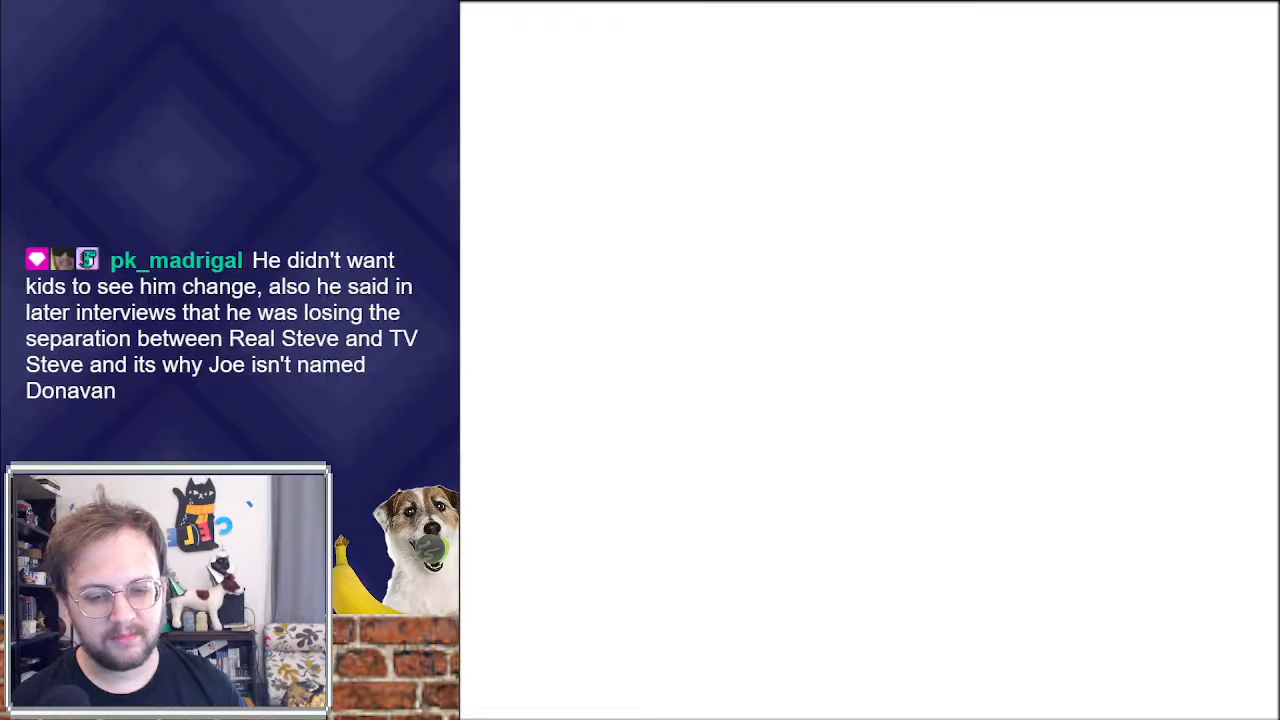 pk_madrigal He didn't want
kids to see him change, also he said in
later interviews that he was losing the
separation between Real Steve and TV
Steve and its why Joe isn't named
Donavan